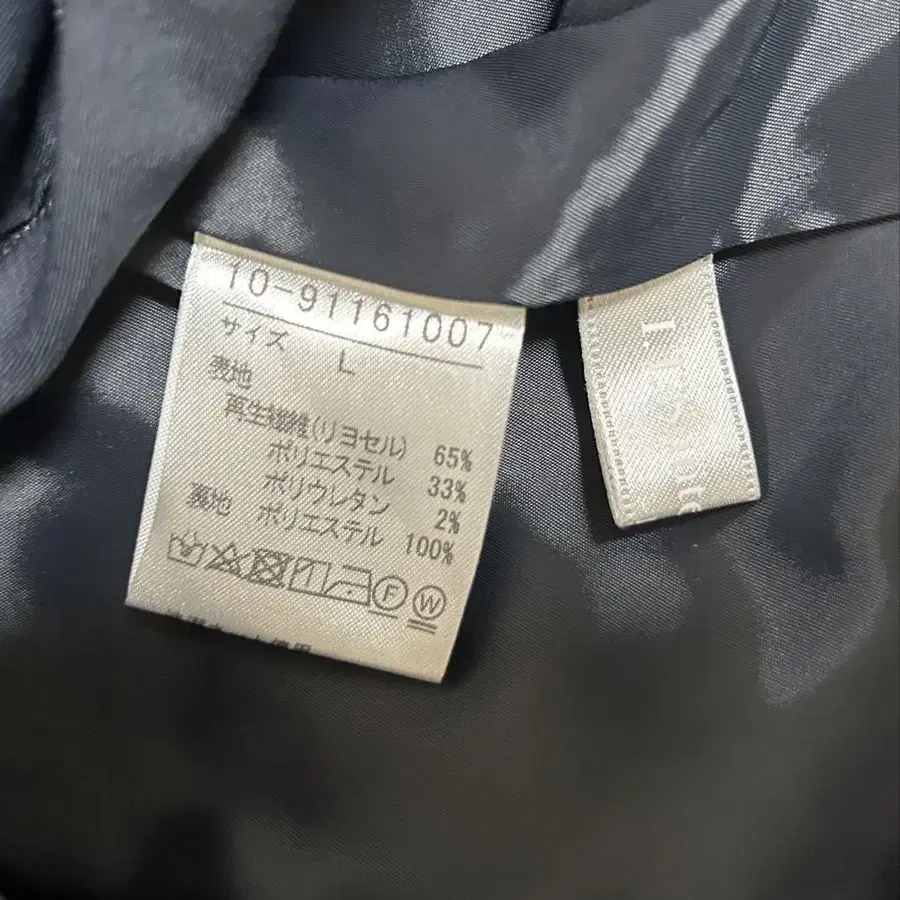 10-91161007
サイズ L
表地
再生繊維(リヨセル) 65%
ポリエステル 33%
ポリウレタン 2%
裏地 ポリエステル 100%
F W